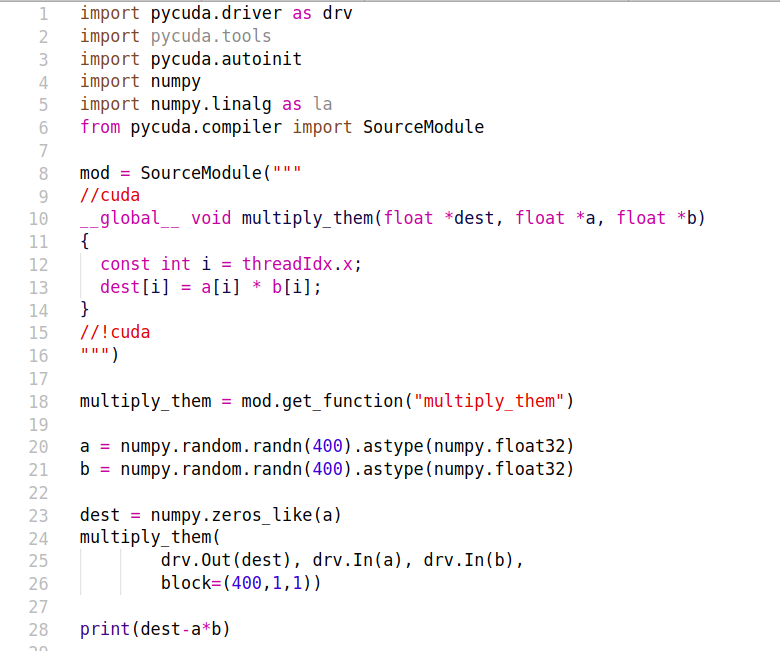 1 import pycuda.driver as drv
2 import pycuda.tools
3 import pycuda.autoinit
4 import numpy
5 import numpy.linalg as la
6 from pycuda.compiler import SourceModule
7
8 mod = SourceModule("""
9 //cuda
10 __global__ void multiply_them(float *dest, float *a, float *b)
11 {
12   const int i = threadIdx.x;
13   dest[i] = a[i] * b[i];
14 }
15 //!cuda
16 """)
17
18 multiply_them = mod.get_function("multiply_them")
19
20 a = numpy.random.randn(400).astype(numpy.float32)
21 b = numpy.random.randn(400).astype(numpy.float32)
22
23 dest = numpy.zeros_like(a)
24 multiply_them(
25         drv.Out(dest), drv.In(a), drv.In(b),
26         block=(400,1,1))
27
28 print(dest-a*b)